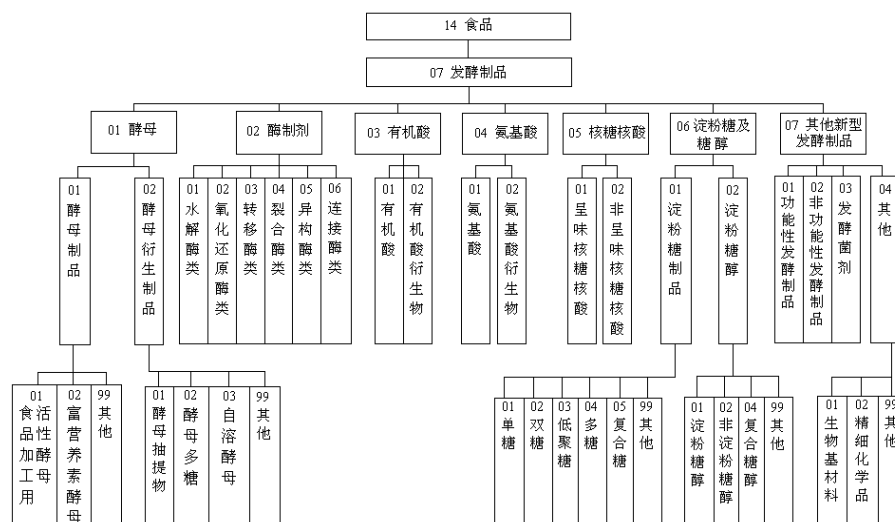 14 食品
07 发酵制品
01 酵母
02 酶制剂
03 有机酸
04 氨基酸
05 核糖核酸
06 淀粉糖及
糖醇
07 其他新型
发酵制品
01 酵母制品
02 酵母衍生制品
01 水解酶类
02 氧化还原酶类
03 转移酶类
04 裂合酶类
05 异构酶类
06 连接酶类
01 有机酸
02 有机酸衍生物
01 氨基酸
02 氨基酸衍生物
01 呈味核糖核酸
02 非呈味核糖核酸
01 淀粉糖制品
02 淀粉糖醇
01 功能性发酵制品
02 非功能性发酵制品
03 发酵菌剂
04 其他
01 食品加工用
活性酵母
02 富营养素酵母
99 其他
01 酵母抽提物
02 酵母多糖
03 自溶酵母
99 其他
01 单糖
02 双糖
03 低聚糖
04 多糖
05 复合糖
99 其他
01 淀粉糖醇
02 非淀粉糖醇
04 复合糖醇
99 其他
01 生物基材料
02 精细化学品
99 其他